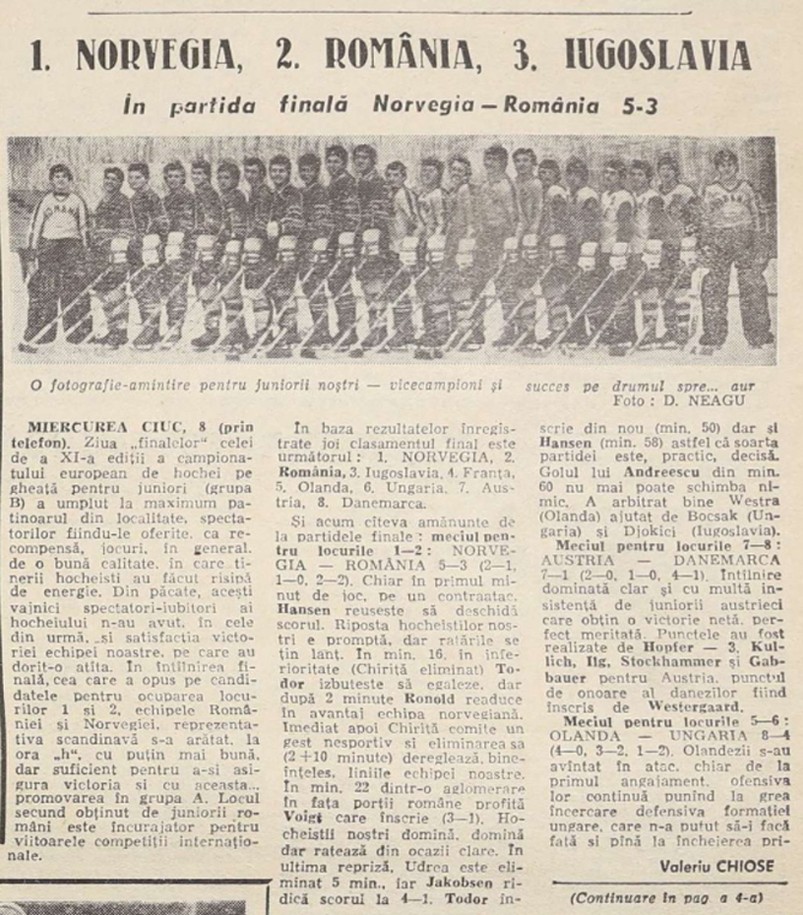 1. NORVEGIA, 2. ROMÂNIA, 3. IUGOSLAVIA
În partida finală Norvegia — România 5-3
O fotografie-amintire pentru juniorii noștri — vicecampioni și succes pe drumul spre... aur
Foto : D. NEAGU
MIERCUREA CIUC, 8 (prin
telefon). Ziua „finalelor" celei
de a XI-a ediții a campiona-
tului european de hochei pe
gheață pentru juniori (grupa
B) a umplut la maximum pa-
tinoarul din localitate, specta-
torilor fiindu-le oferite, ca re-
compensă, jocuri, în general,
de o bună calitate, în care ti-
nerii hocheiști au făcut risipă
de energie. Din păcate, acești
vajnici spectatori-iubitori ai
hocheiului n-au avut, în cele
din urmă, și satisfacția victo-
riei echipei noastre, pe care au
dorit-o atîta. În întîlnirea fi-
nală, cea care a opus pe candi-
datele pentru ocuparea locu-
rilor 1 și 2, echipele Româ-
niei și Norvegiei, reprezenta-
tiva scandinavă s-a arătat, la
ora „h", cu puțin mai bună,
dar suficient pentru a-și asi-
gura victoria și cu aceasta...
promovarea în grupa A. Locul
secund obținut de juniorii ro-
mâni este încurajator pentru
viitoarele competiții internațio-
nale.
În baza rezultatelor înregis-
trate joi clasamentul final este
următorul : 1. NORVEGIA, 2.
România, 3. Iugoslavia, 4. Franța,
5. Olanda, 6. Ungaria, 7. Aus-
tria, 8. Danemarca.
Și acum cîteva amănunte de
la partidele finale : meciul pen-
tru locurile 1—2 : NORVE-
GIA — ROMÂNIA 5—3 (2—1,
1—0, 2—2). Chiar în primul mi-
nut de joc, pe un contraatac,
Hansen reușește să deschidă
scorul. Riposta hocheiștilor noș-
tri e promptă, dar ratările se
țin lanț. În min. 16, în infe-
rioritate (Chiriță eliminat) To-
dor izbutește să egaleze, dar
după 2 minute Ronold readuce
în avantaj echipa norvegiană.
Imediat apoi Chiriță comite un
gest nesportiv și eliminarea sa
(2+10 minute) dereglează, bine-
înțeles, liniile echipei noastre.
În min. 22 dintr-o aglomerare
în fața porții române profită
Voigt care înscrie (3—1). Ho-
cheiștii noștri domină, domină
dar ratează din ocazii clare. În
ultima repriză, Udrea este eli-
minat 5 min., iar Jakobsen ri-
dică scorul la 4—1. Todor în-
scrie din nou (min. 50) dar și
Hansen (min. 58) astfel că soarta
partidei este, practic, decisă.
Golul lui Andreescu din min.
60 nu mai poate schimba ni-
mic. A arbitrat bine Westra
(Olanda) ajutat de Bocsak (Un-
garia) și Djokici (Iugoslavia).
Meciul pentru locurile 7—8 :
AUSTRIA — DANEMARCA
7—1 (2—0, 1—0, 4—1). Întîlnire
dominată clar și cu multă in-
sistență de juniorii austrieci
care obțin o victorie netă, per-
fect meritată. Punctele au fost
realizate de Hopfer — 3, Kul-
lich, Ilg, Stockhammer și Gab-
bauer pentru Austria, punctul
de onoare al danezilor fiind
înscris de Westergaard.
Meciul pentru locurile 5—6 :
OLANDA — UNGARIA 8—4
(4—0, 3—2, 1—2). Olandezii s-au
avîntat în atac, chiar de la
primul angajament, ofensiva
lor continuă punînd la grea
încercare defensiva formației
ungare, care n-a putut să-i facă
față și pînă la încheierea pri-
Valeriu CHIOSE
(Continuare în pag a 4-a)